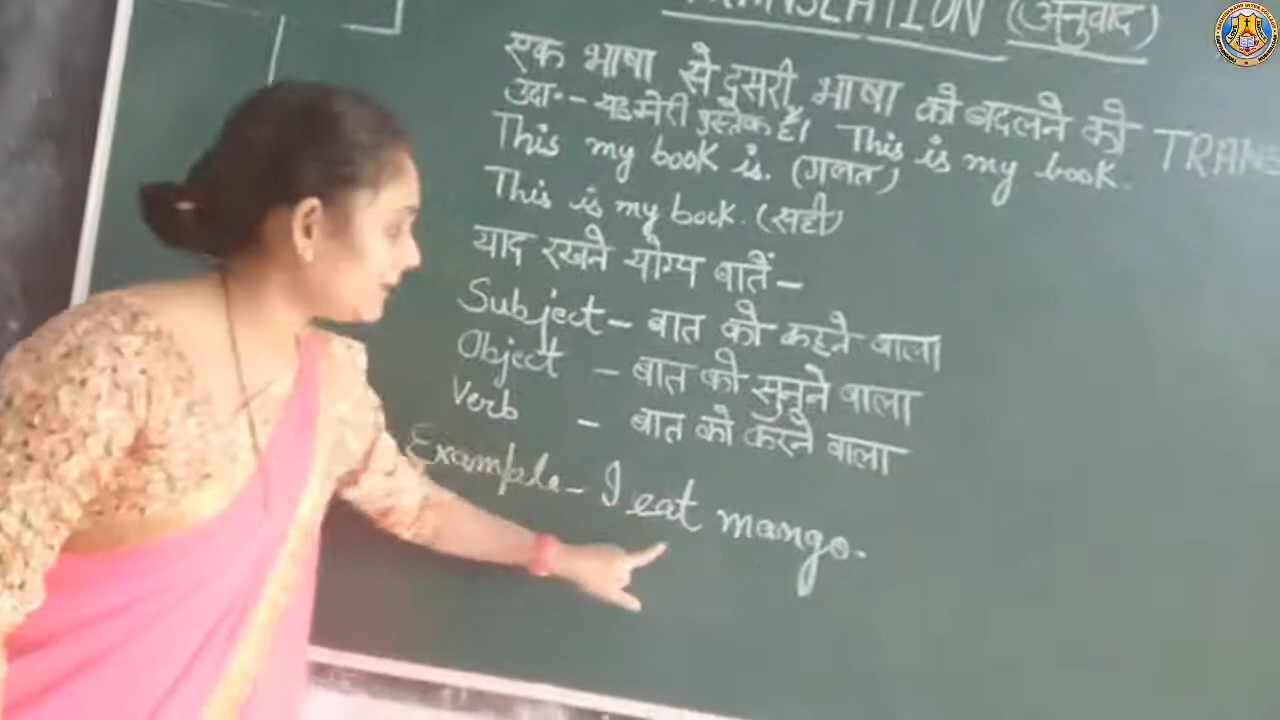 TRANSLATION (अनुवाद)
एक भाषा से दुसरी भाषा को बदलने को TRANS
उदा०- यह मेरी पुस्तक है। This is my book.
This my book is. (गलत)
This is my book. (सही)
याद रखने योग्य बातें-
Subject - बात को कहने वाला
Object - बात को सुनुने वाला
Verb - बात को करने वाला
Example - I eat mango.